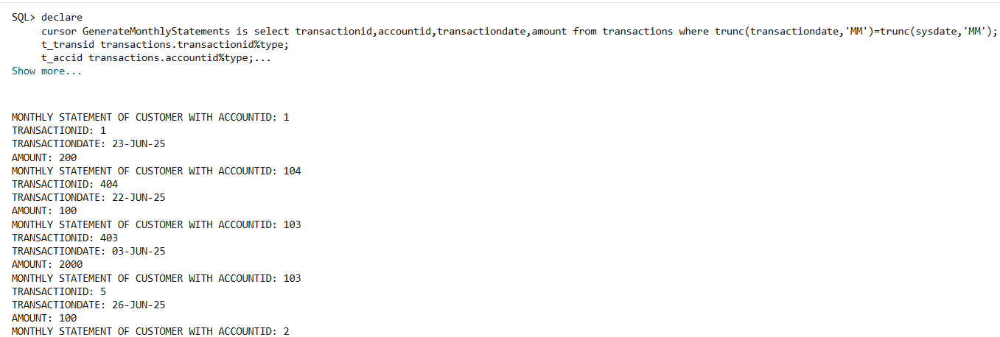 SQL> declare
cursor GenerateMonthlyStatements is select transactionid,accountid,transactiondate,amount from transactions where trunc(transactiondate,'MM')=trunc(sysdate,'MM');
t_transid transactions.transactionid%type;
t_accid transactions.accountid%type;...
Show more...
MONTHLY STATEMENT OF CUSTOMER WITH ACCOUNTID: 1
TRANSACTIONID: 1
TRANSACTIONDATE: 23-JUN-25
AMOUNT: 200
MONTHLY STATEMENT OF CUSTOMER WITH ACCOUNTID: 104
TRANSACTIONID: 404
TRANSACTIONDATE: 22-JUN-25
AMOUNT: 100
MONTHLY STATEMENT OF CUSTOMER WITH ACCOUNTID: 103
TRANSACTIONID: 403
TRANSACTIONDATE: 03-JUN-25
AMOUNT: 2000
MONTHLY STATEMENT OF CUSTOMER WITH ACCOUNTID: 103
TRANSACTIONID: 5
TRANSACTIONDATE: 26-JUN-25
AMOUNT: 100
MONTHLY STATEMENT OF CUSTOMER WITH ACCOUNTID: 2